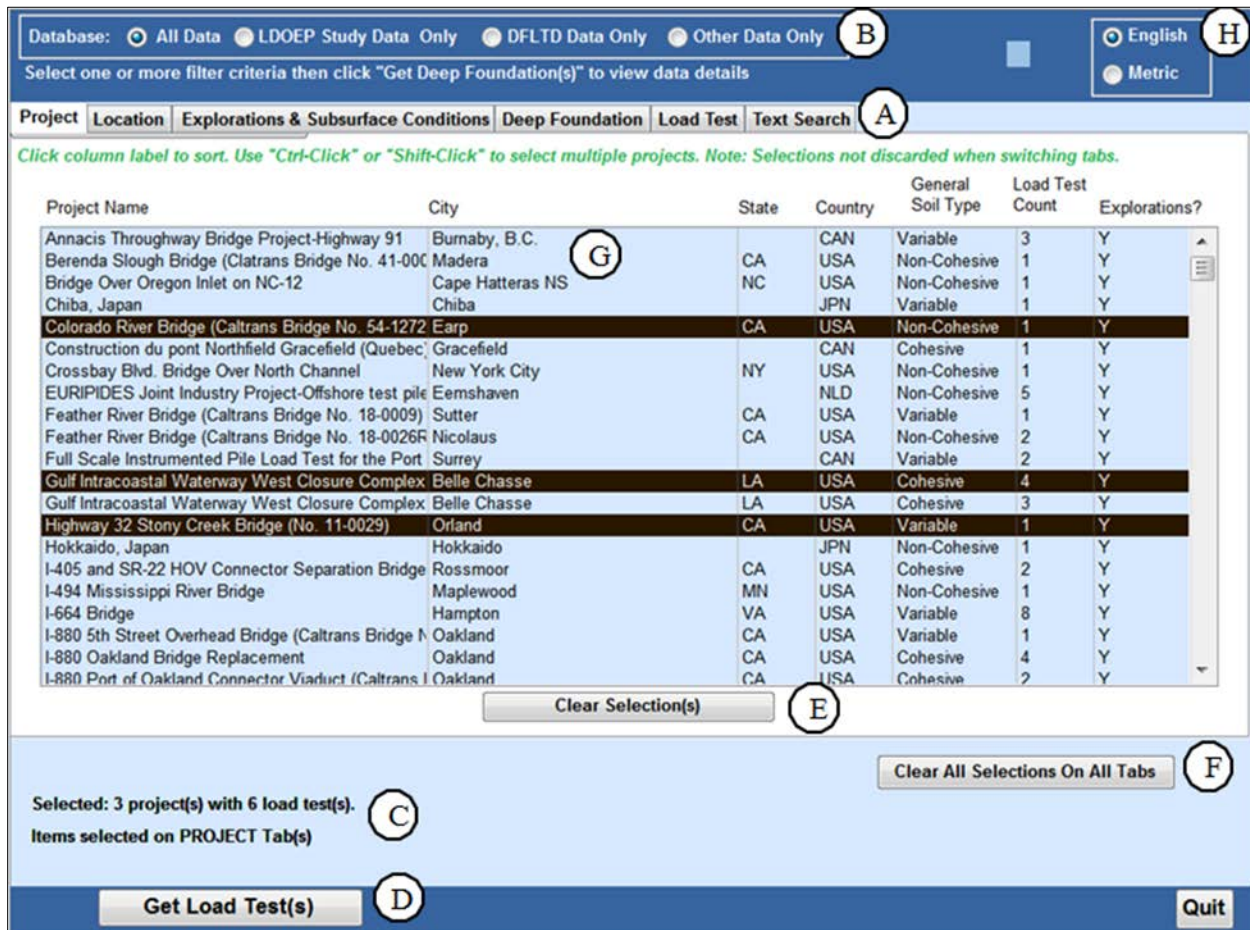 Database: All Data LDOEP Study Data Only DFLTD Data Only Other Data Only B
English H
Metric
Select one or more filter criteria then click "Get Deep Foundation(s)" to view data details
Project Location Explorations & Subsurface Conditions Deep Foundation Load Test Text Search A
Click column label to sort. Use "Ctrl-Click" or "Shift-Click" to select multiple projects. Note: Selections not discarded when switching tabs.
Project Name City State Country General Soil Type Load Test Count Explorations?
G
Annacis Throughway Bridge Project-Highway 91 Burnaby, B.C. CAN Variable 3 Y
Berenda Slough Bridge (Clatrans Bridge No. 41-000 Madera CA USA Non-Cohesive 1 Y
Bridge Over Oregon Inlet on NC-12 Cape Hatteras NS NC USA Non-Cohesive 1 Y
Chiba, Japan Chiba JPN Variable 1 Y
Colorado River Bridge (Caltrans Bridge No. 54-1272 Earp CA USA Non-Cohesive 1 Y
Construction du pont Northfield Gracefield (Quebec) Gracefield CAN Cohesive 1 Y
Crossbay Blvd. Bridge Over North Channel New York City NY USA Non-Cohesive 1 Y
EURIPIDES Joint Industry Project-Offshore test pile Eemshaven NLD Non-Cohesive 5 Y
Feather River Bridge (Caltrans Bridge No. 18-0009) Sutter CA USA Variable 1 Y
Feather River Bridge (Caltrans Bridge No. 18-0026R Nicolaus CA USA Non-Cohesive 2 Y
Full Scale Instrumented Pile Load Test for the Port Surrey CAN Variable 2 Y
Gulf Intracoastal Waterway West Closure Complex Belle Chasse LA USA Cohesive 4 Y
Gulf Intracoastal Waterway West Closure Complex Belle Chasse LA USA Cohesive 3 Y
Highway 32 Stony Creek Bridge (No. 11-0029) Orland CA USA Variable 1 Y
Hokkaido, Japan Hokkaido JPN Non-Cohesive 1 Y
I-405 and SR-22 HOV Connector Separation Bridge Rossmoor CA USA Cohesive 2 Y
I-494 Mississippi River Bridge Maplewood MN USA Non-Cohesive 1 Y
I-664 Bridge Hampton VA USA Variable 8 Y
I-880 5th Street Overhead Bridge (Caltrans Bridge N Oakland CA USA Variable 1 Y
I-880 Oakland Bridge Replacement Oakland CA USA Cohesive 4 Y
I-880 Port of Oakland Connector Viaduct (Caltrans Oakland CA USA Cohesive 2 Y
Clear Selection(s) E
Clear All Selections On All Tabs F
Selected: 3 project(s) with 6 load test(s). C
Items selected on PROJECT Tab(s)
Get Load Test(s) D
Quit